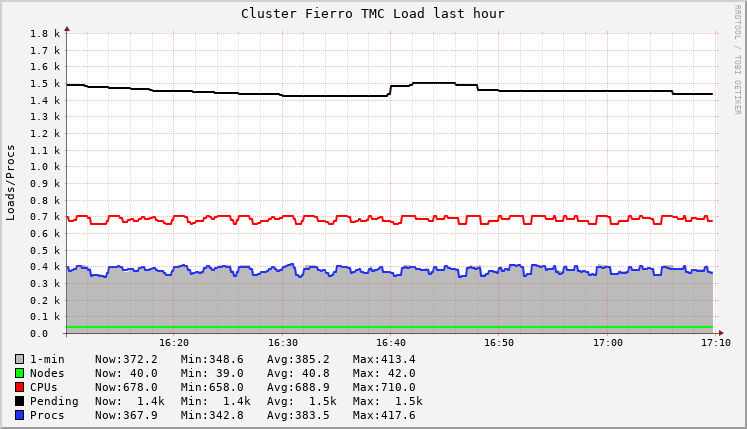 Cluster Fierro TMC Load last hour
RRDTOOL / TOBI OETIKER
Loads/Procs
1.8 k
1.7 k
1.6 k
1.5 k
1.4 k
1.3 k
1.2 k
1.1 k
1.0 k
0.9 k
0.8 k
0.7 k
0.6 k
0.5 k
0.4 k
0.3 k
0.2 k
0.1 k
0.0
16:20 16:30 16:40 16:50 17:00 17:10
1-min Now:372.2 Min:348.6 Avg:385.2 Max:413.4
Nodes Now: 40.0 Min: 39.0 Avg: 40.8 Max: 42.0
CPUs Now:678.0 Min:658.0 Avg:688.9 Max:710.0
Pending Now: 1.4k Min: 1.4k Avg: 1.5k Max: 1.5k
Procs Now:367.9 Min:342.8 Avg:383.5 Max:417.6